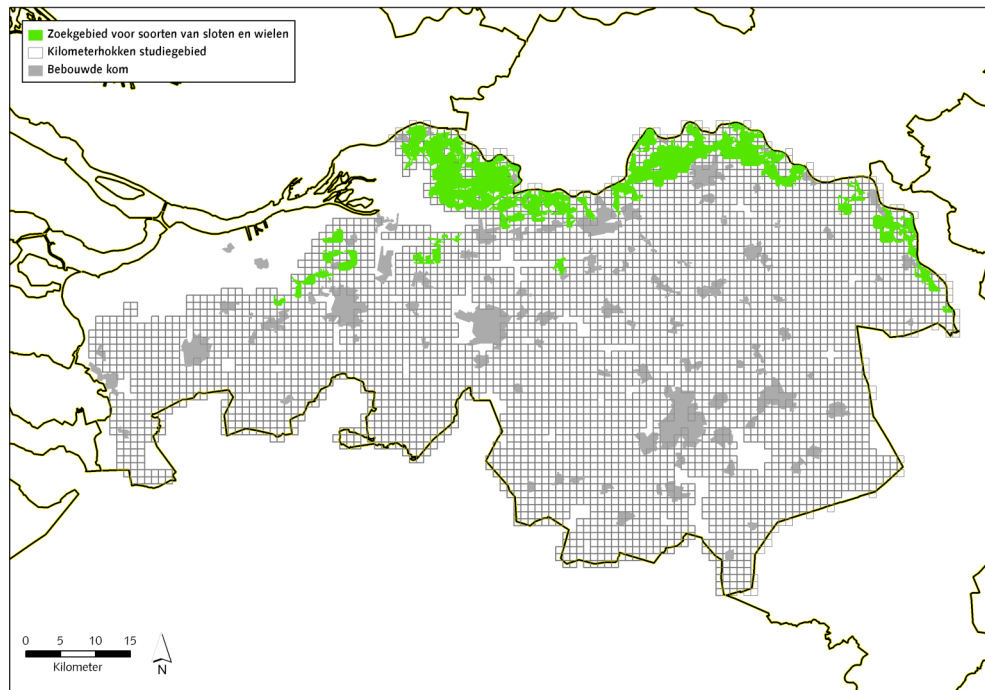 Zoekgebied voor soorten van sloten en wielen
Kilometerhokken studiegebied
Bebouwde kom
0 5 10 15
Kilometer
N